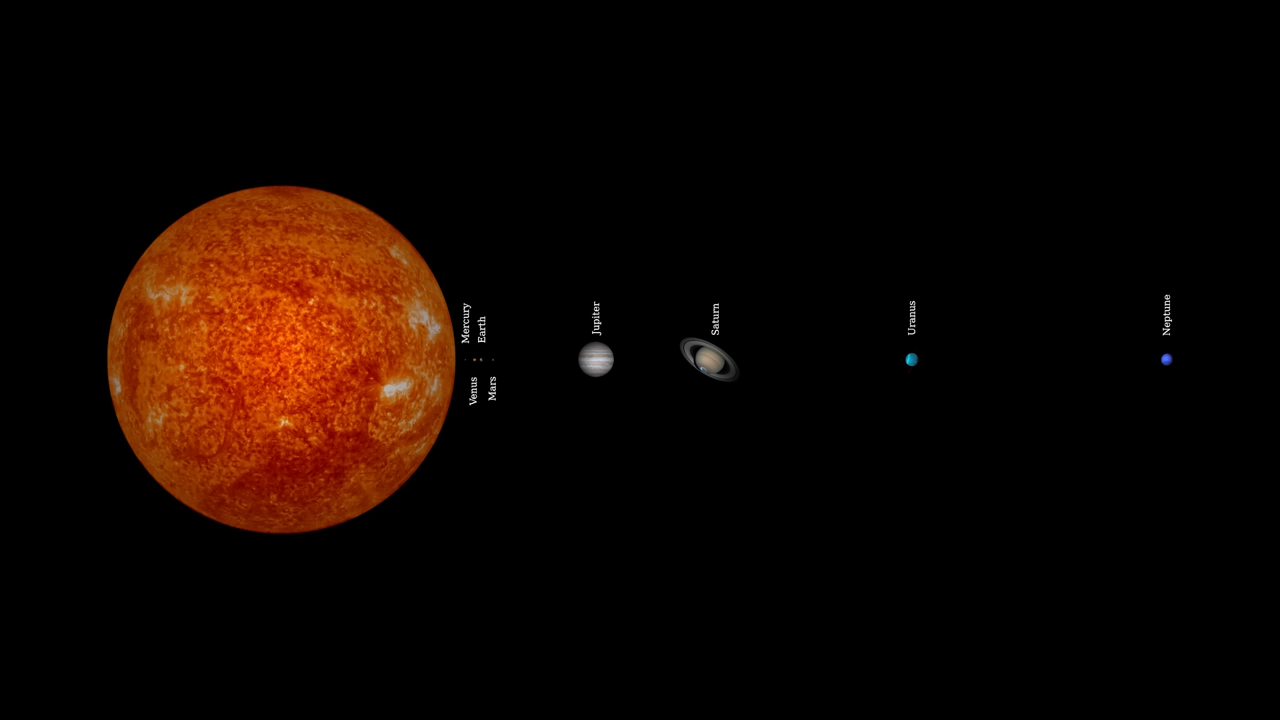 Mercury
Venus
Earth
Mars
Jupiter
Saturn
Uranus
Neptune